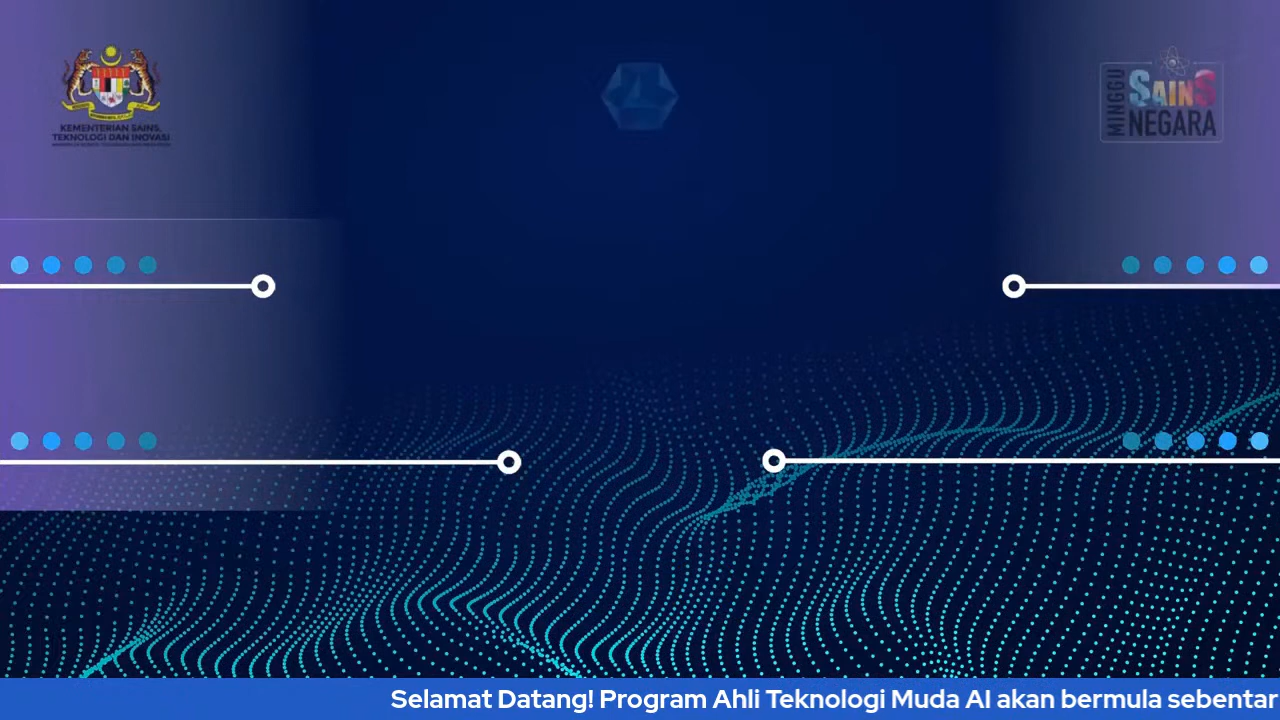 KEMENTERIAN SAINS,
TEKNOLOGI DAN INOVASI
MINGGU
SAINS
NEGARA
Selamat Datang! Program Ahli Teknologi Muda AI akan bermula sebentar